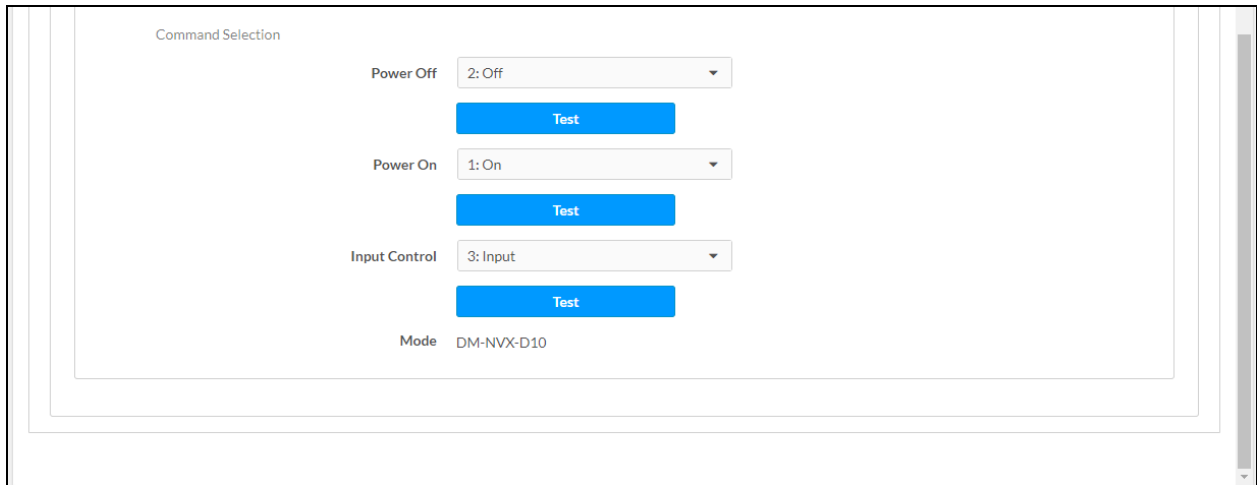 Command Selection
Power Off 2: Off
Test
Power On 1: On
Test
Input Control 3: Input
Test
Mode DM-NVX-D10